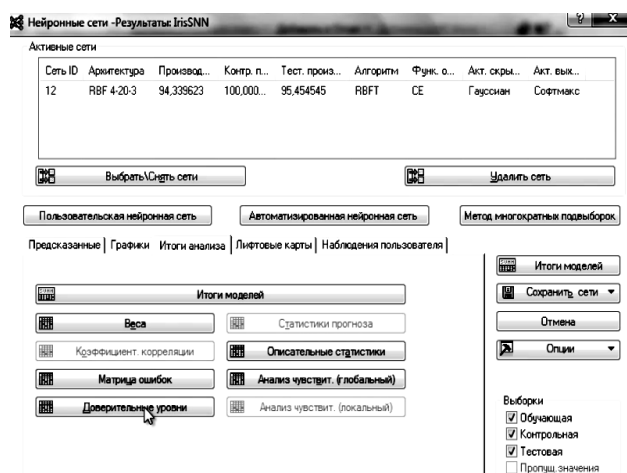 Нейронные сети -Результаты: IrisSNN
Активные сети
Сеть ID Архитектура Производ... Контр. п... Тест. произ... Алгоритм Функ. о... Акт. скры... Акт. вых...
12 RBF 4-20-3 94,339623 100,000... 95,454545 RBFT CE Гауссиан Софтмакс
Выбрать\Снять сети
Удалить сеть
Пользовательская нейронная сеть
Автоматизированная нейронная сеть
Метод многократных подвыборок
Предсказанные Графики Итоги анализа Лифтовые карты Наблюдения пользователя
Итоги моделей
Веса
Статистики прогноза
Коэффициент. корреляции
Описательные статистики
Матрица ошибок
Анализ чувствит. (глобальный)
Доверительные уровни
Анализ чувствит. (локальный)
Итоги моделей
Сохранить сети
Отмена
Опции
Выборки
Обучающая
Контрольная
Тестовая
Пропущ.значения